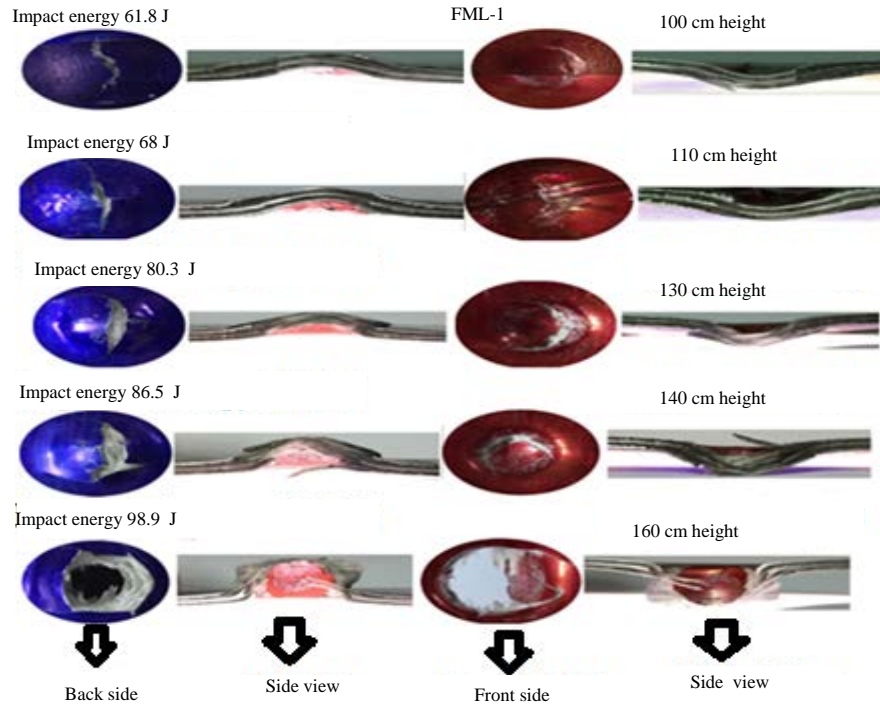 Impact energy 61.8 J
FML-1
100 cm height
Impact energy 68 J
110 cm height
Impact energy 80.3 J
130 cm height
Impact energy 86.5 J
140 cm height
Impact energy 98.9 J
160 cm height
Back side
Side view
Front side
Side view